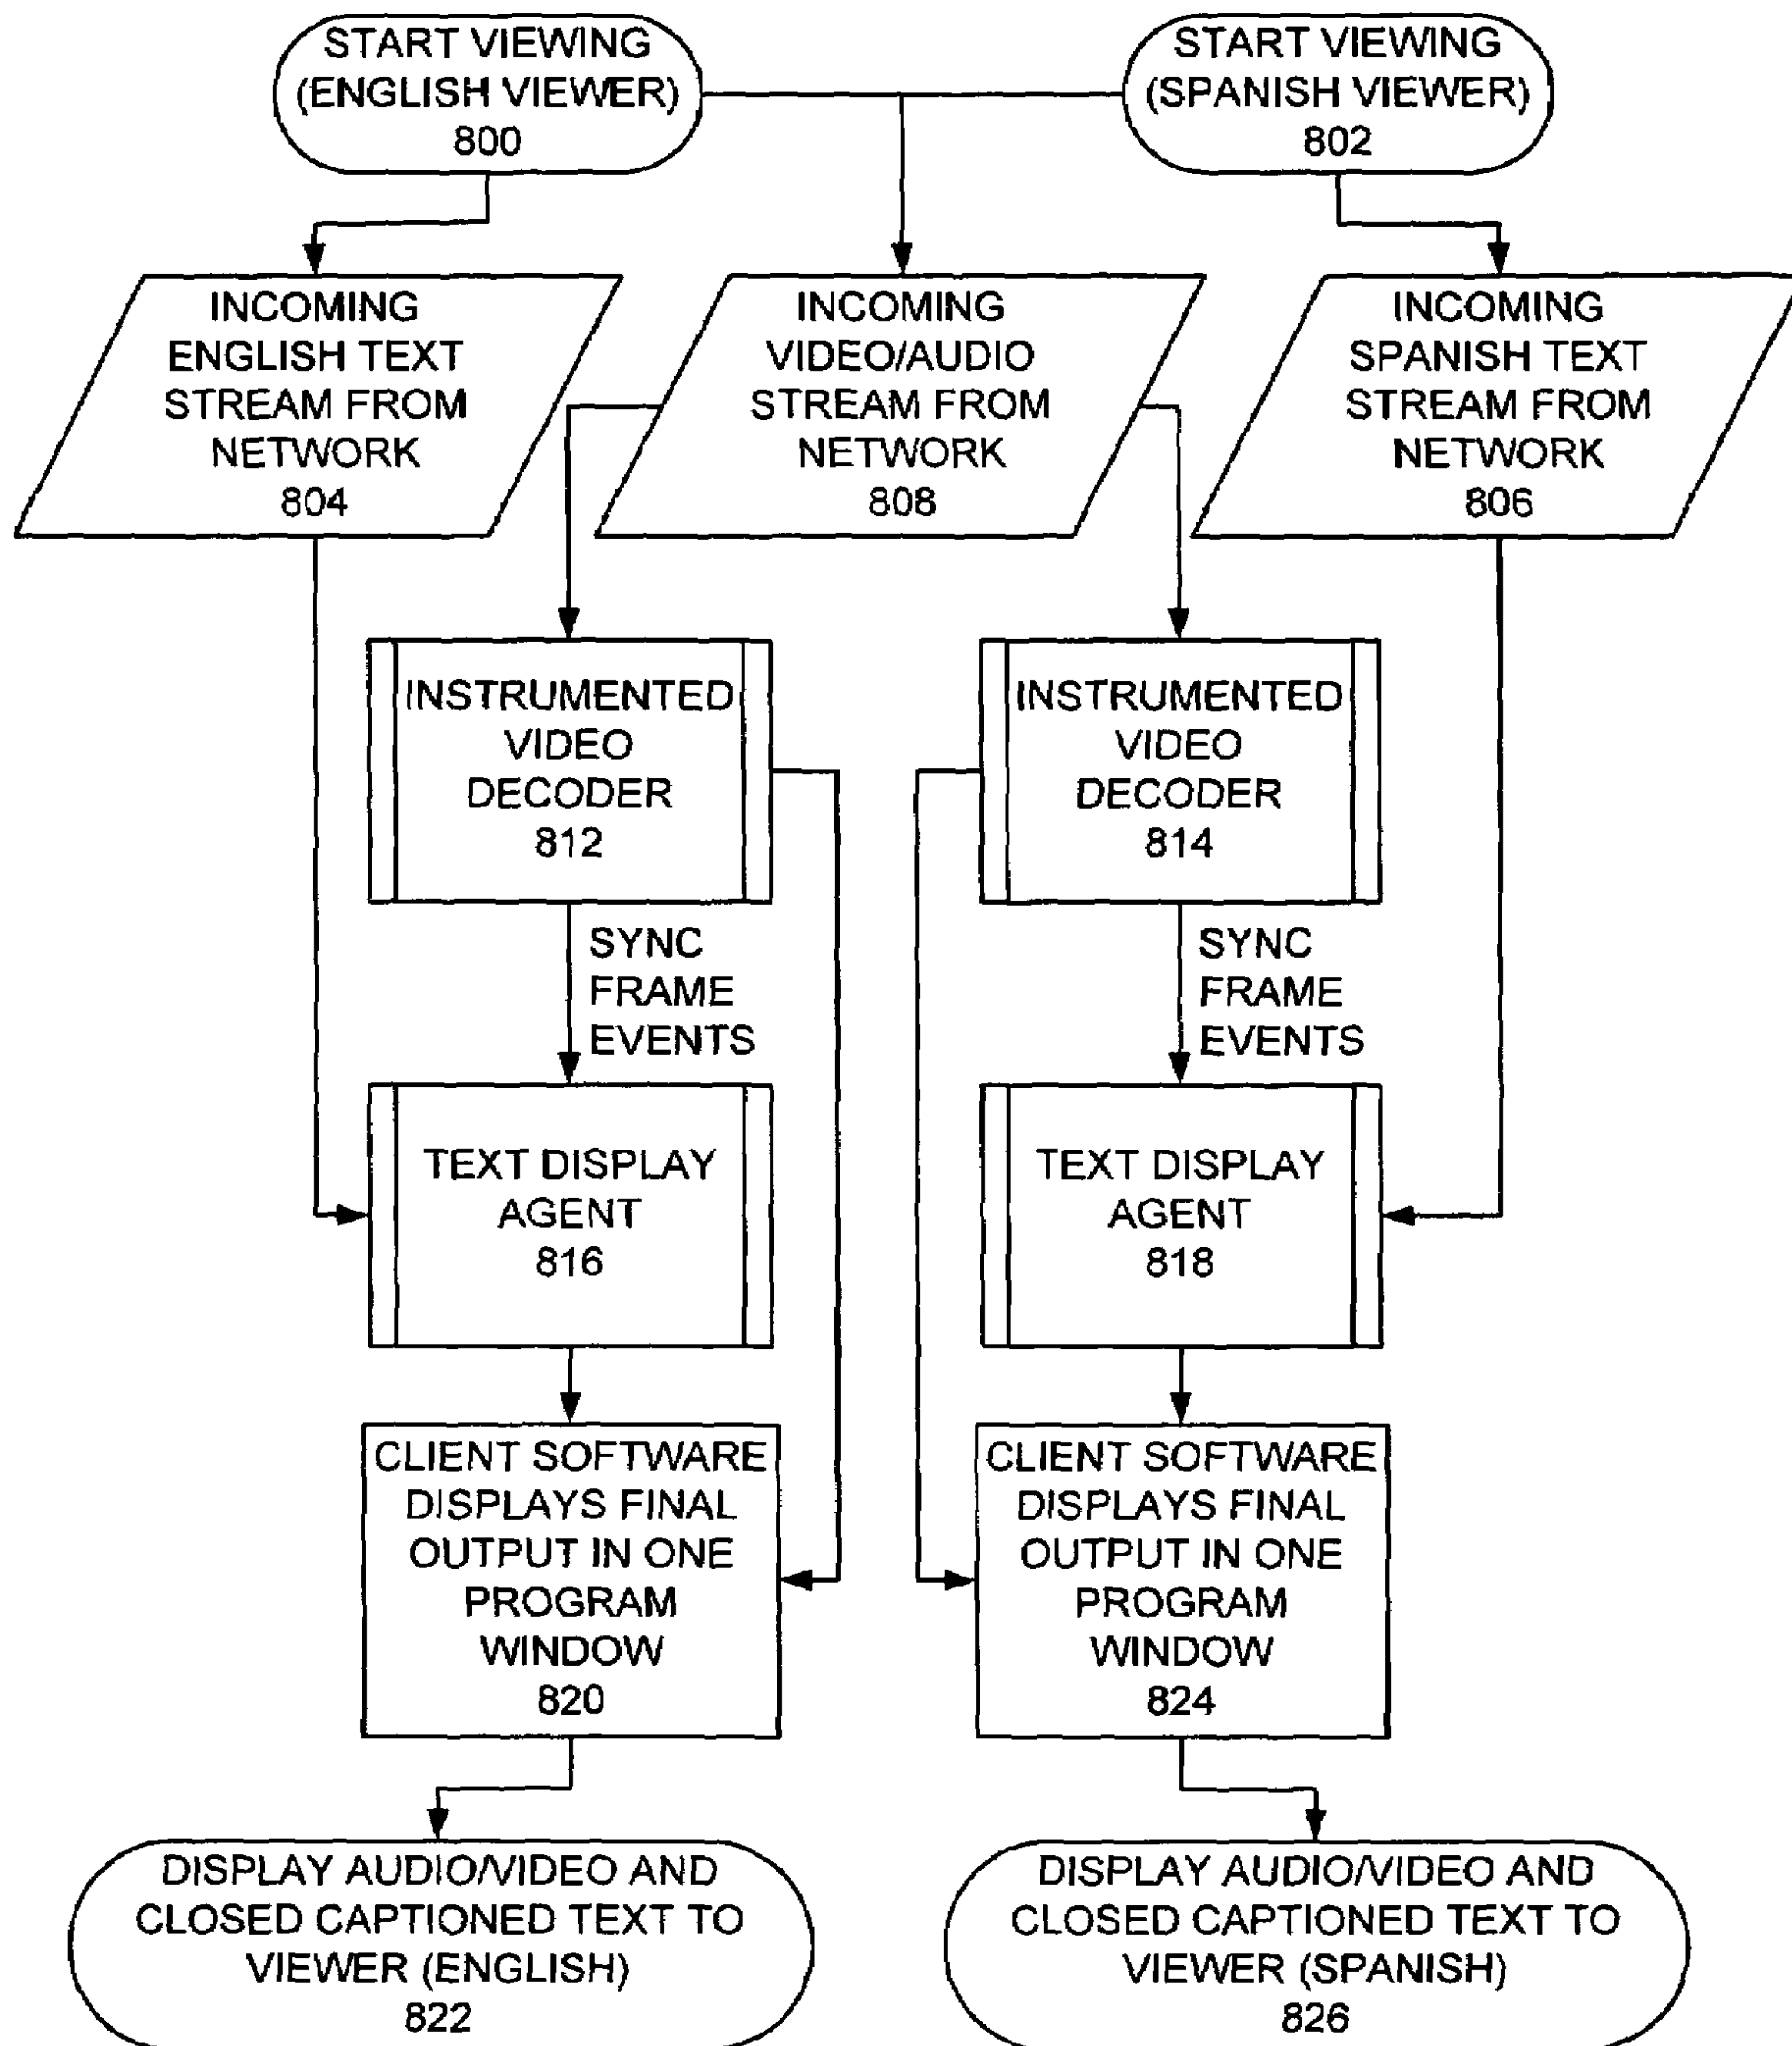 START VIEWING
(ENGLISH VIEWER)
800
START VIEWING
(SPANISH VIEWER)
802
INCOMING
ENGLISH TEXT
STREAM FROM
NETWORK
804
INCOMING
VIDEO/AUDIO
STREAM FROM
NETWORK
808
INCOMING
SPANISH TEXT
STREAM FROM
NETWORK
806
INSTRUMENTED
VIDEO
DECODER
812
INSTRUMENTED
VIDEO
DECODER
814
SYNC
FRAME
EVENTS
SYNC
FRAME
EVENTS
TEXT DISPLAY
AGENT
816
TEXT DISPLAY
AGENT
818
CLIENT SOFTWARE
DISPLAYS FINAL
OUTPUT IN ONE
PROGRAM
WINDOW
820
CLIENT SOFTWARE
DISPLAYS FINAL
OUTPUT IN ONE
PROGRAM
WINDOW
824
DISPLAY AUDIO/VIDEO AND
CLOSED CAPTIONED TEXT TO
VIEWER (ENGLISH)
822
DISPLAY AUDIO/VIDEO AND
CLOSED CAPTIONED TEXT TO
VIEWER (SPANISH)
826